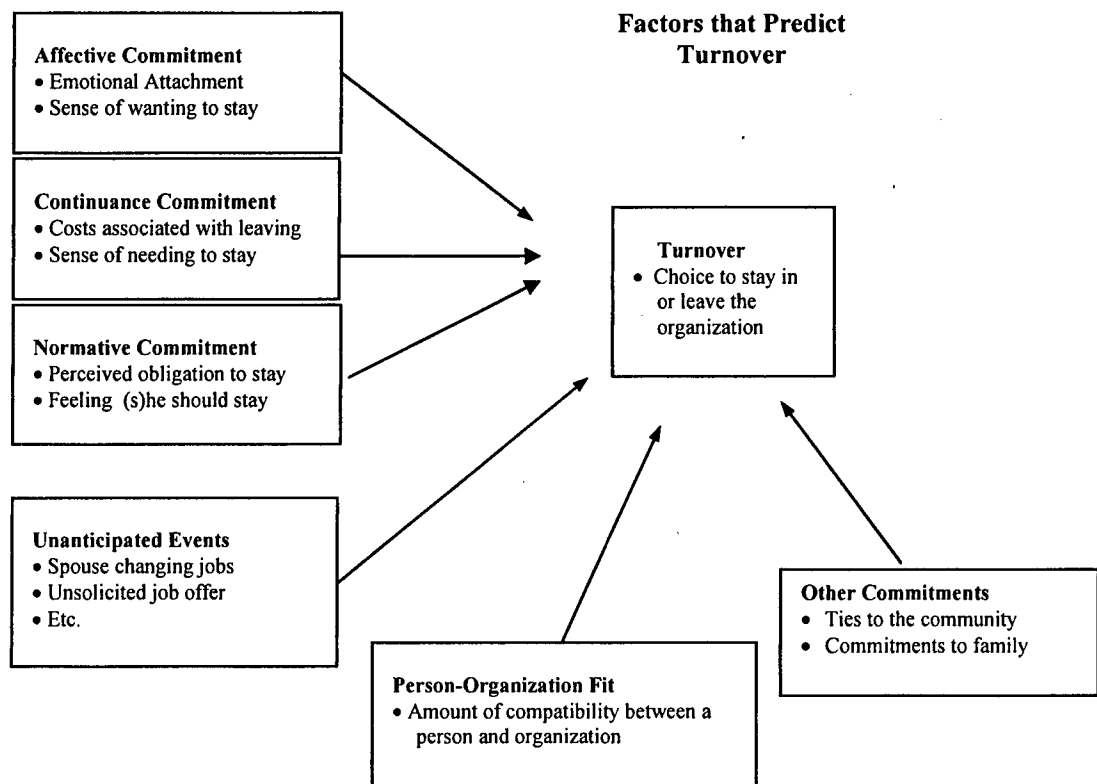 Factors that Predict
Turnover
Affective Commitment
• Emotional Attachment
• Sense of wanting to stay
Continuance Commitment
• Costs associated with leaving
• Sense of needing to stay
Normative Commitment
• Perceived obligation to stay
• Feeling (s)he should stay
Turnover
• Choice to stay in
or leave the
organization
Unanticipated Events
• Spouse changing jobs
• Unsolicited job offer
• Etc.
Person-Organization Fit
• Amount of compatibility between a
person and organization
Other Commitments
• Ties to the community
• Commitments to family